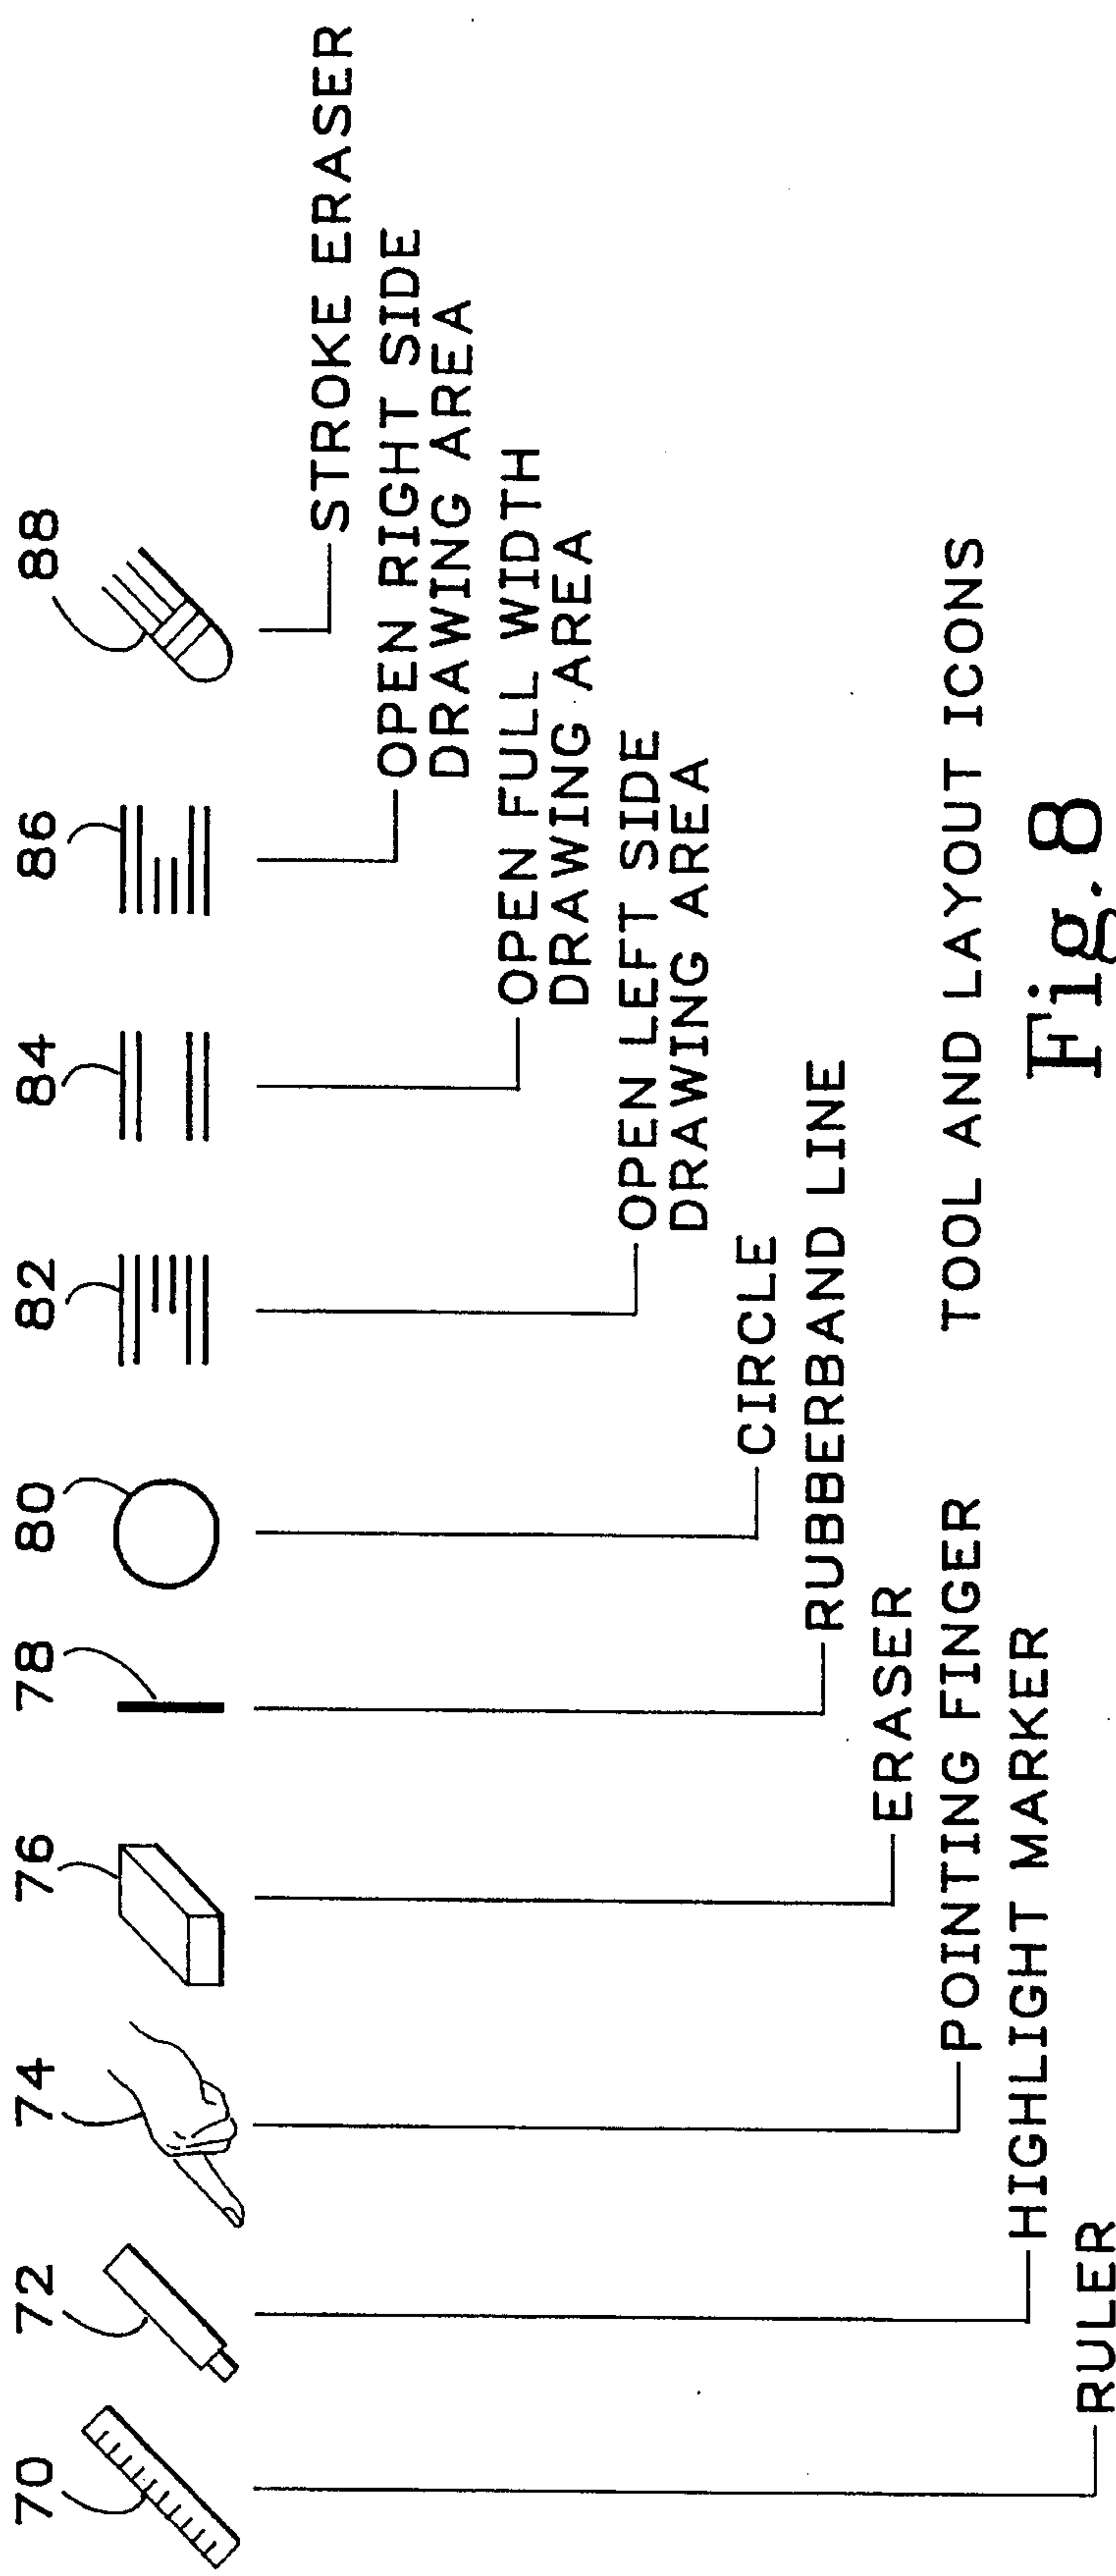 70 72 74 76 78 80 82 84 86 88
STROKE ERASER
OPEN RIGHT SIDE
DRAWING AREA
OPEN FULL WIDTH
DRAWING AREA
OPEN LEFT SIDE
DRAWING AREA
CIRCLE
RUBBERBAND LINE
ERASER
POINTING FINGER
HIGHLIGHT MARKER
RULER
TOOL AND LAYOUT ICONS
Fig. 8